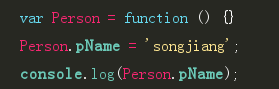 var Person = function () {}
Person.pName = 'songjiang';
console.log(Person.pName);